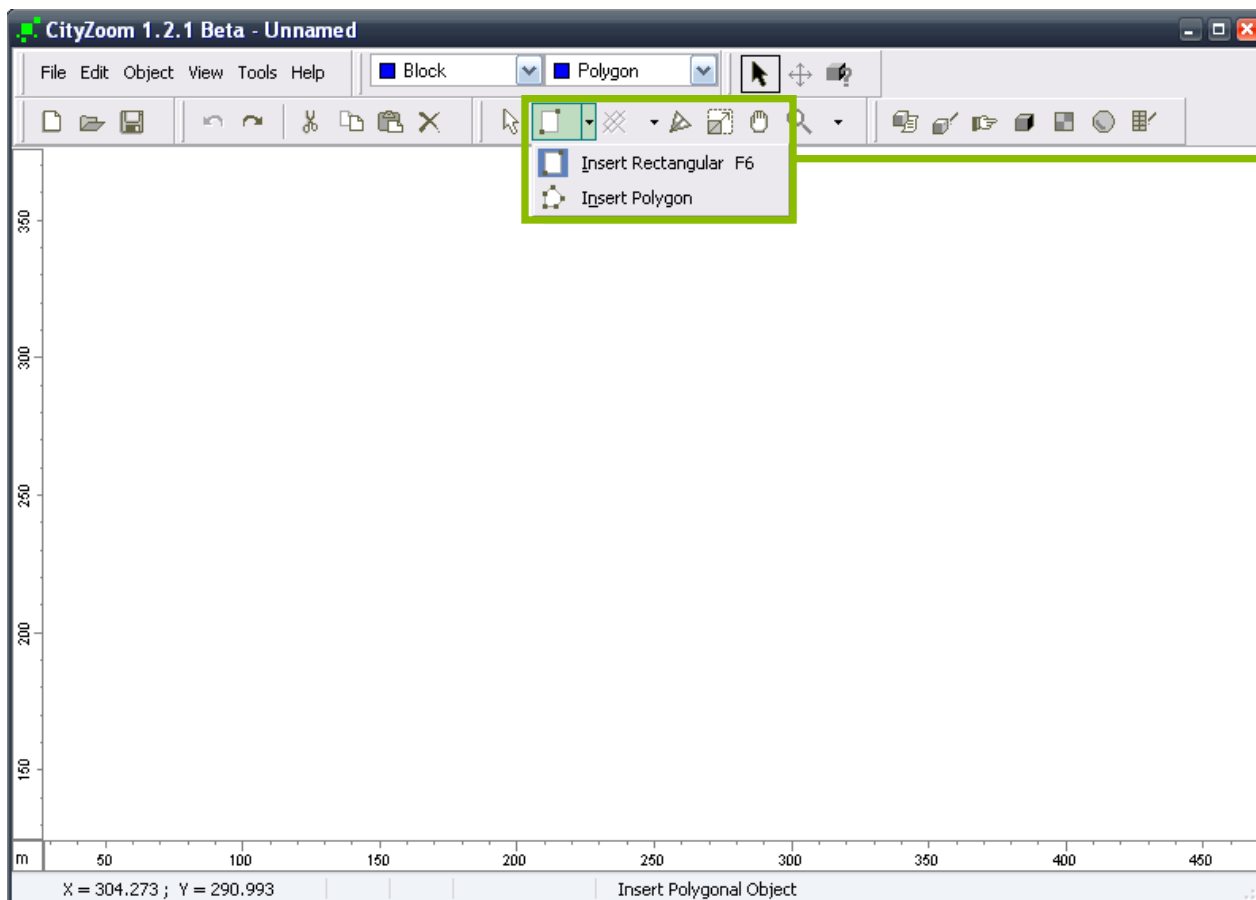 CityZoom 1.2.1 Beta - Unnamed
File Edit Object View Tools Help Block Polygon
Insert Rectangular F6
Insert Polygon
350
300
250
200
150
m 50 100 150 200 250 300 350 400 450
X = 304.273 ; Y = 290.993 Insert Polygonal Object